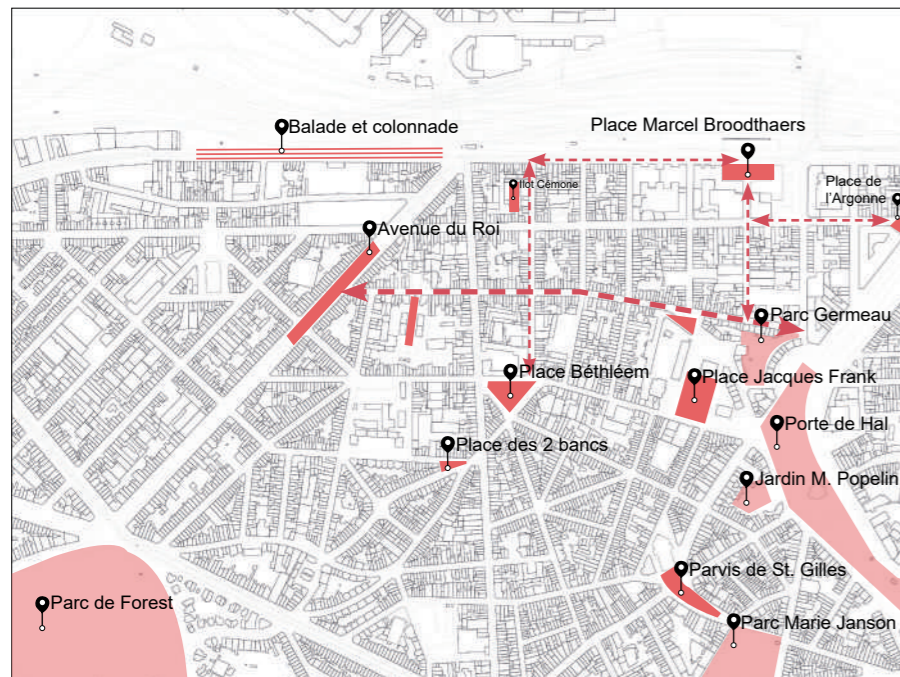 Balade et colonnade
Place Marcel Broodthaers
Ilot Cémone
Place de
l'Argonne
Avenue du Roi
Parc Germeau
Place Béthléem
Place Jacques Frank
Porte de Hal
Place des 2 bancs
Jardin M. Popelin
Parvis de St. Gilles
Parc de Forest
Parc Marie Janson